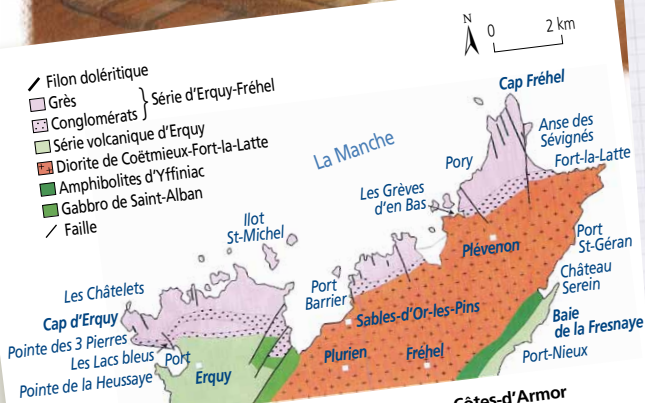 N
0 2 km
Filon doléritique
Grès
Conglomérats
} Série d'Erquy-Fréhel
Série volcanique d'Erquy
Diorite de Coëtmieux-Fort-la-Latte
Amphibolites d'Yffiniac
Gabbro de Saint-Alban
Faille
La Manche
Cap Fréhel
Anse des
Sévignés
Fort-la-Latte
Pory
Les Grèves
d'en Bas
Plévenon
Port
St-Géran
Château
Serein
Baie
de la Fresnaye
Port-Nieux
Ilot
St-Michel
Port
Barrier
Sables-d'Or-les-Pins
Plurien
Fréhel
Les Châtelets
Cap d'Erquy
Pointe des 3 Pierres
Les Lacs bleus
Port
Pointe de la Heussaye
Erquy
Côtes-d'Armor